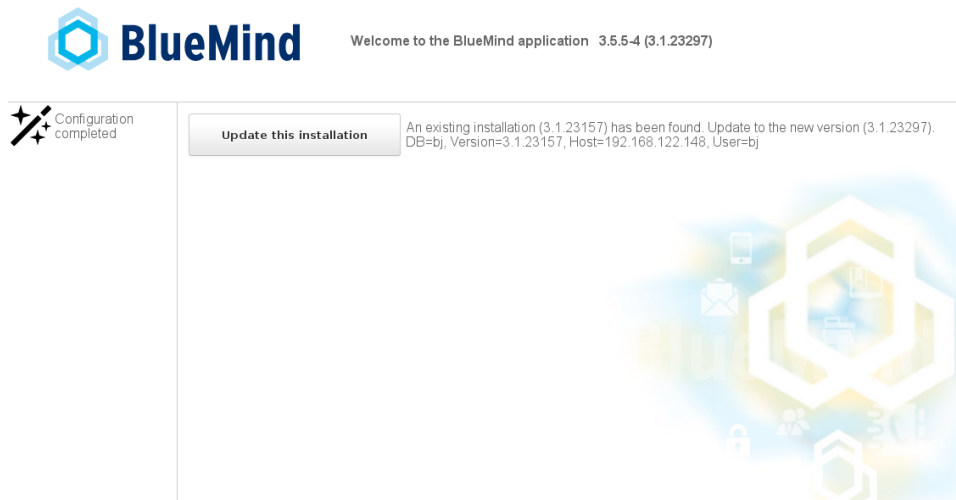 BlueMind
Welcome to the BlueMind application 3.5.5-4 (3.1.23297)
Configuration
completed
Update this installation
An existing installation (3.1.23157) has been found. Update to the new version (3.1.23297).
DB=bj, Version=3.1.23157, Host=192.168.122.148, User=bj